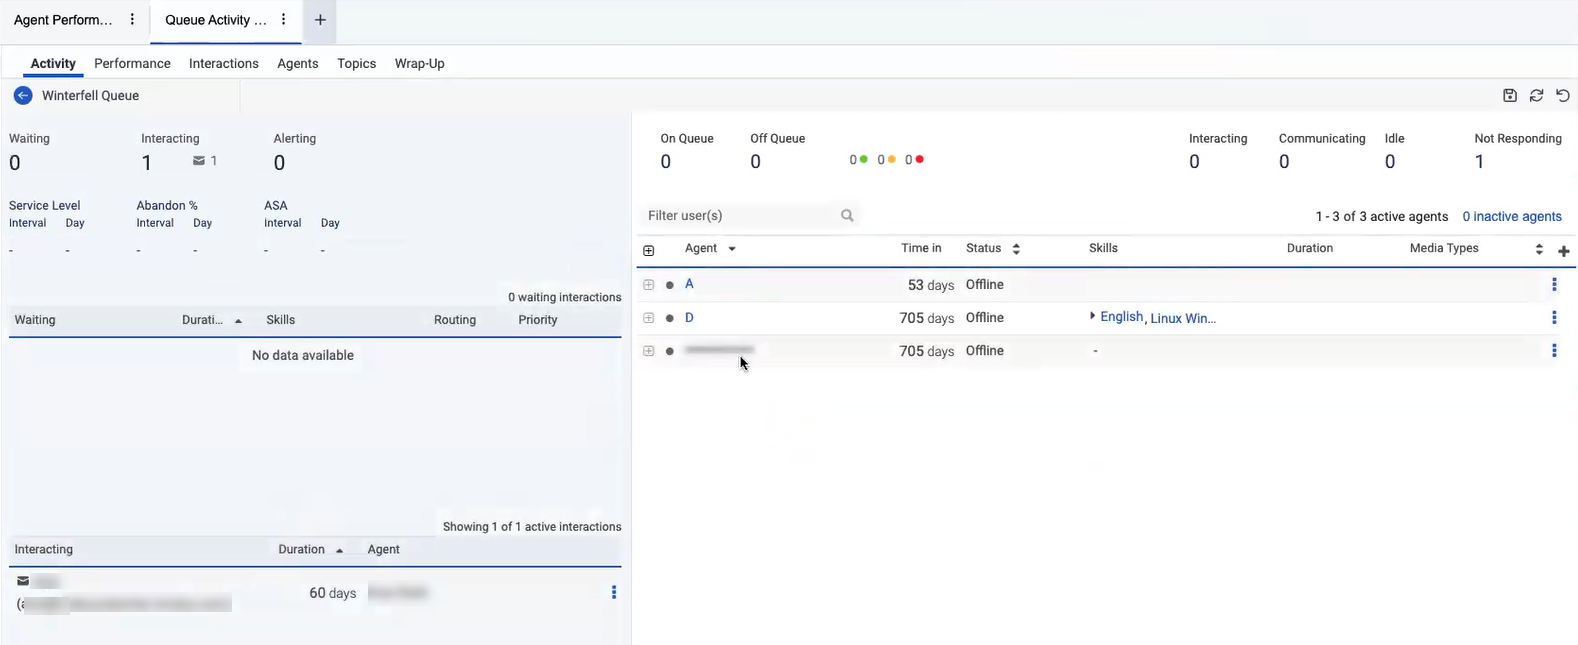 Agent Perform...
Queue Activity ...
Activity Performance Interactions Agents Topics Wrap-Up
Winterfell Queue
Waiting Interacting Alerting
0 1 1 0
Service Level Abandon % ASA
Interval Day Interval Day Interval Day
- - - - - -
0 waiting interactions
Waiting Durati... Skills Routing Priority
No data available
Showing 1 of 1 active interactions
Interacting Duration Agent
60 days
On Queue Off Queue Interacting Communicating Idle Not Responding
0 0 0 0 0 0 0 0 1
Filter user(s) 1 - 3 of 3 active agents 0 inactive agents
Agent Time in Status Skills Duration Media Types
A 53 days Offline
D 705 days Offline English, Linux Win...
705 days Offline -